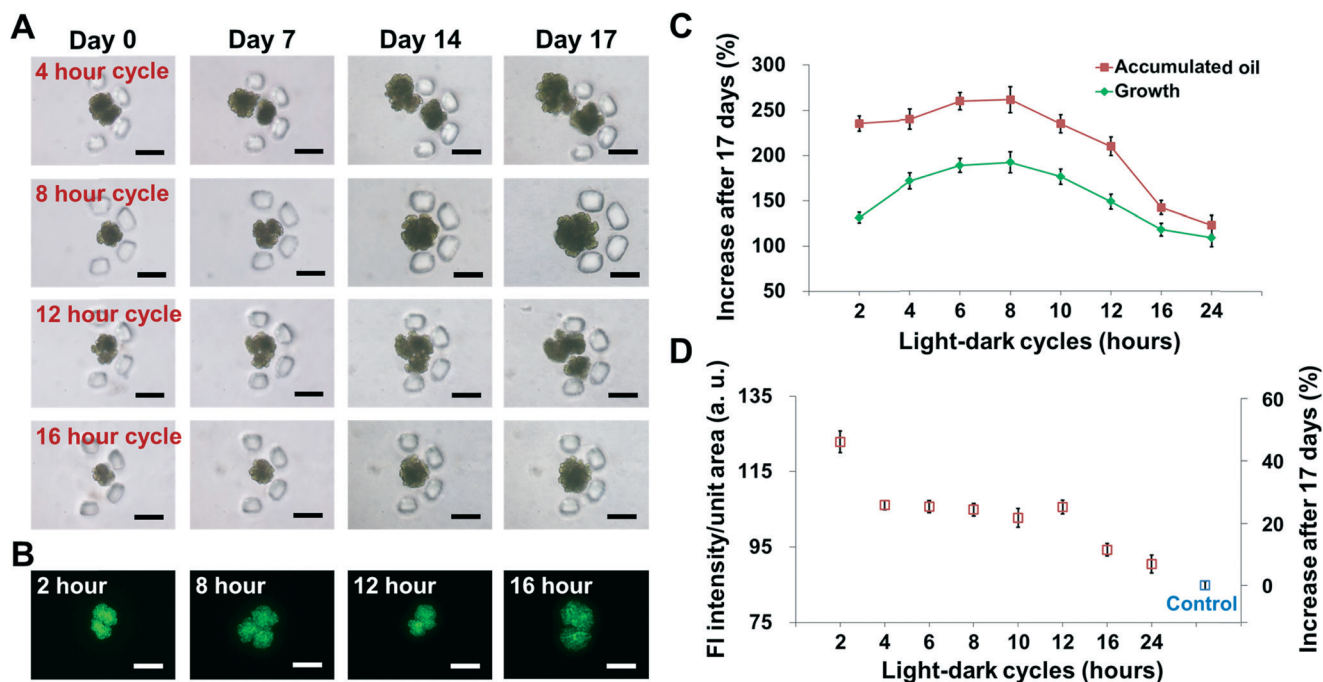 A
Day 0 Day 7 Day 14 Day 17
4 hour cycle
8 hour cycle
12 hour cycle
16 hour cycle
B
2 hour 8 hour 12 hour 16 hour
C
Increase after 17 days (%)
300
250
200
150
100
50
Accumulated oil
Growth
2 4 6 8 10 12 16 24
Light-dark cycles (hours)
D
FI intensity/unit area (a. u.)
135
115
95
75
Control
60
40
20
0
Increase after 17 days (%)
2 4 6 8 10 12 16 24
Light-dark cycles (hours)